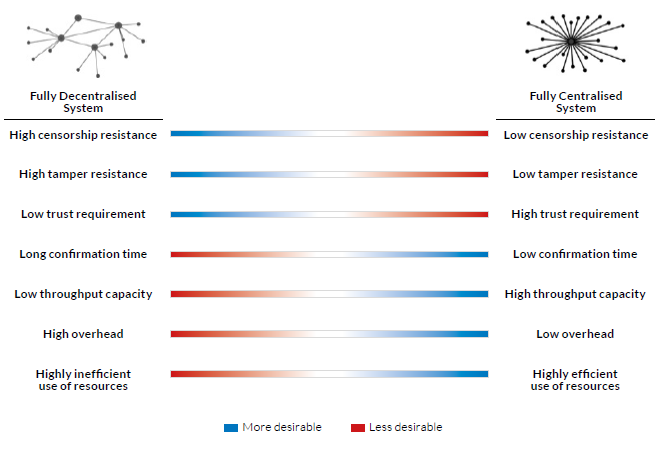 Fully Decentralised
System
Fully Centralised
System
High censorship resistance
Low censorship resistance
High tamper resistance
Low tamper resistance
Low trust requirement
High trust requirement
Long confirmation time
Low confirmation time
Low throughput capacity
High throughput capacity
High overhead
Low overhead
Highly inefficient
use of resources
Highly efficient
use of resources
More desirable
Less desirable